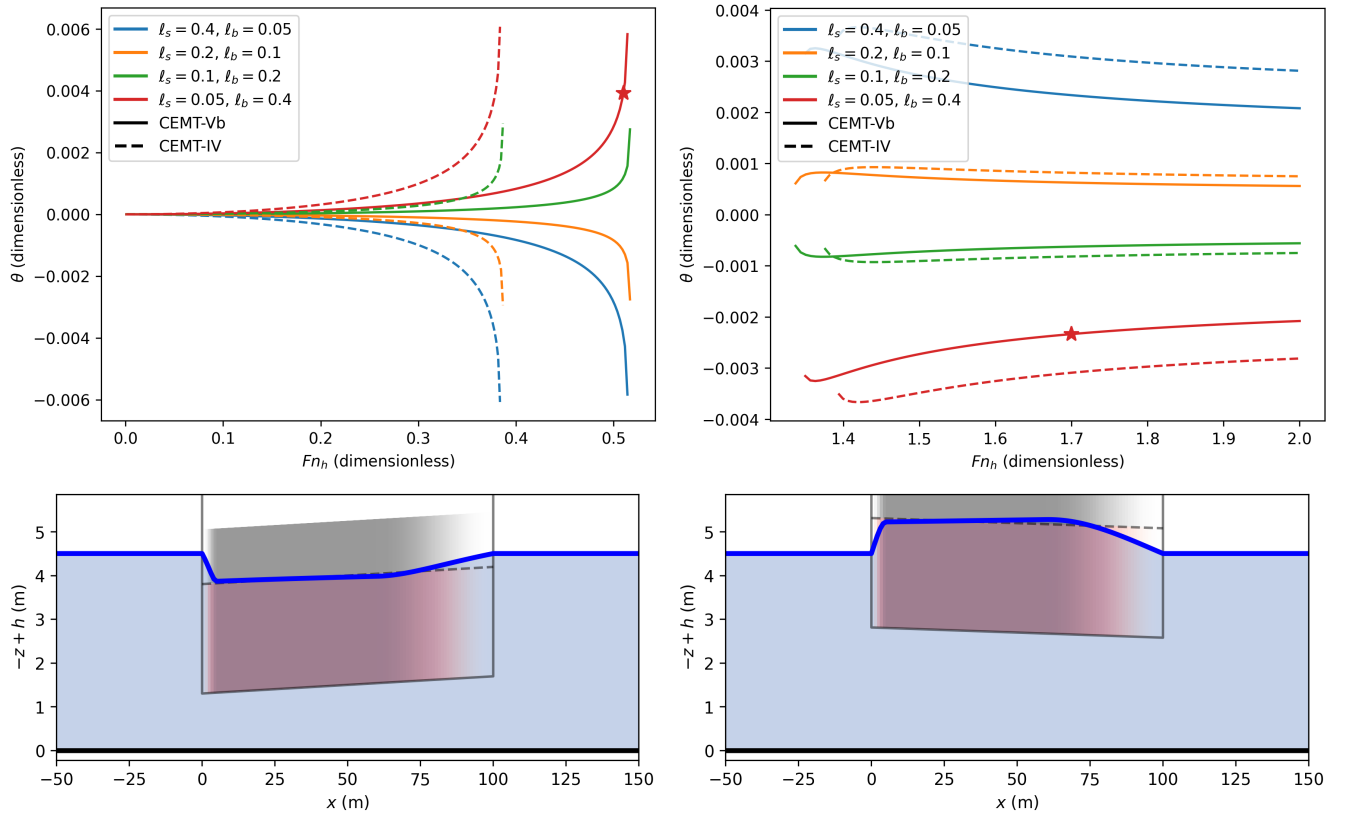 0.006
0.004
0.002
0.000
−0.002
−0.004
−0.006
θ (dimensionless)
ℓs = 0.4, ℓb = 0.05
ℓs = 0.2, ℓb = 0.1
ℓs = 0.1, ℓb = 0.2
ℓs = 0.05, ℓb = 0.4
CEMT-Vb
CEMT-IV
0.0 0.1 0.2 0.3 0.4 0.5
Fnh (dimensionless)
0.004
0.003
0.002
0.001
0.000
−0.001
−0.002
−0.003
−0.004
θ (dimensionless)
ℓs = 0.4, ℓb = 0.05
ℓs = 0.2, ℓb = 0.1
ℓs = 0.1, ℓb = 0.2
ℓs = 0.05, ℓb = 0.4
CEMT-Vb
CEMT-IV
1.4 1.5 1.6 1.7 1.8 1.9 2.0
Fnh (dimensionless)
5
4
3
2
1
0
−z + h (m)
−50 −25 0 25 50 75 100 125 150
x (m)
5
4
3
2
1
0
−z + h (m)
−50 −25 0 25 50 75 100 125 150
x (m)